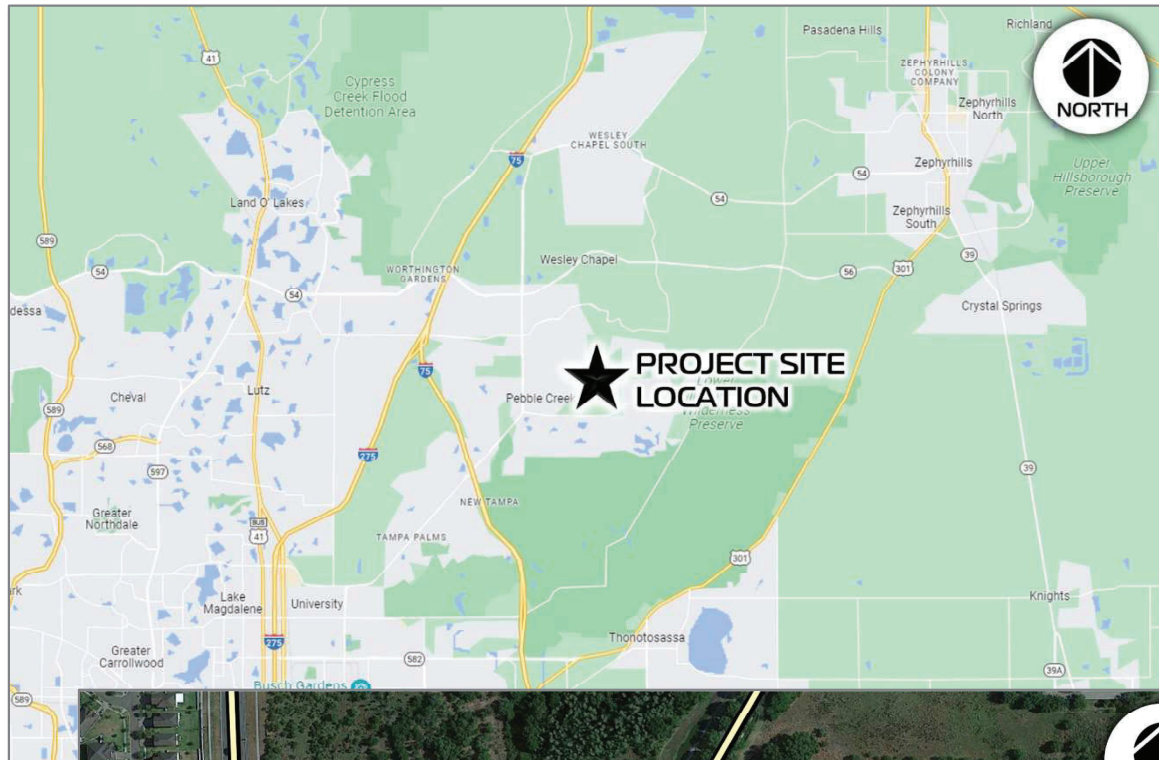 Richland
Pasadena Hills
41
ZEPHYRHILLS
COLONY
COMPANY
NORTH
Cypress
Creek Flood
Detention Area
Zephyrhills
North
WESLEY
CHAPEL SOUTH
75
Zephyrhills
Upper
Hillsborough
Preserve
54
54
Land O' Lakes
Zephyrhills
South
589
39
54
WORTHINGTON
GARDENS
Wesley Chapel
56
301
54
dessa
Crystal Springs
PROJECT SITE
LOCATION
75
Lower
Wilderness
Preserve
Cheval
Lutz
Pebble Creek
589
568
597
275
39
NEW TAMPA
Greater
Northdale
BUS
41
TAMPA PALMS
301
ark
Lake
Magdalene
University
Knights
Thonotosassa
275
Greater
Carrollwood
582
39A
Busch Gardens
589